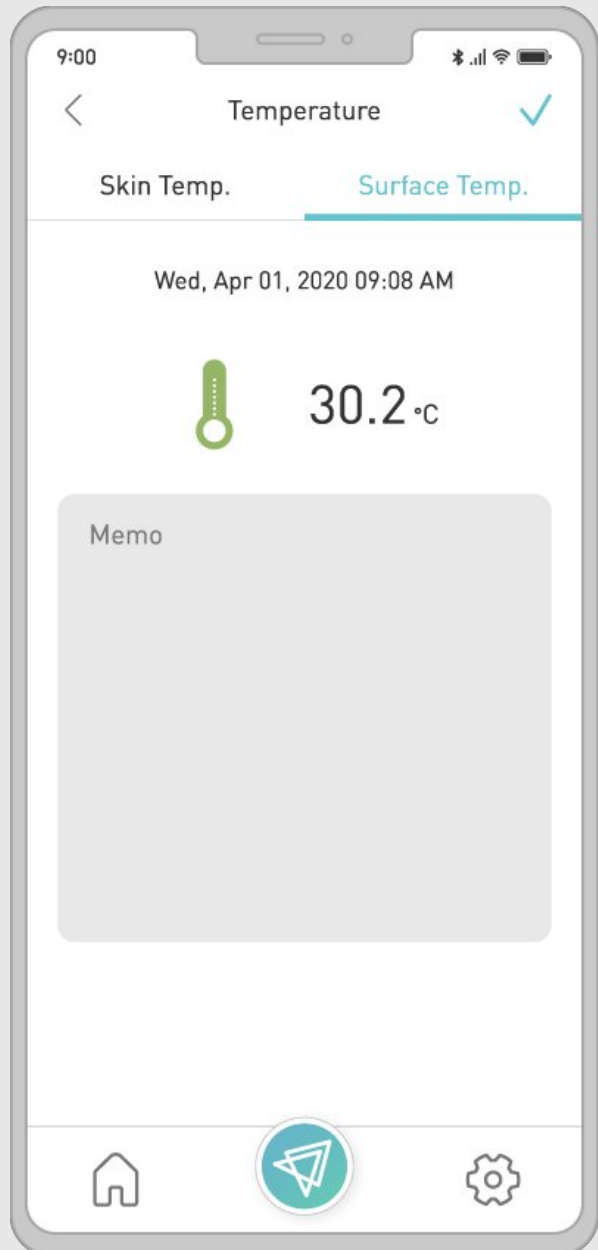 9:00
Temperature
Skin Temp. Surface Temp.
Wed, Apr 01, 2020 09:08 AM
30.2 °C
Memo